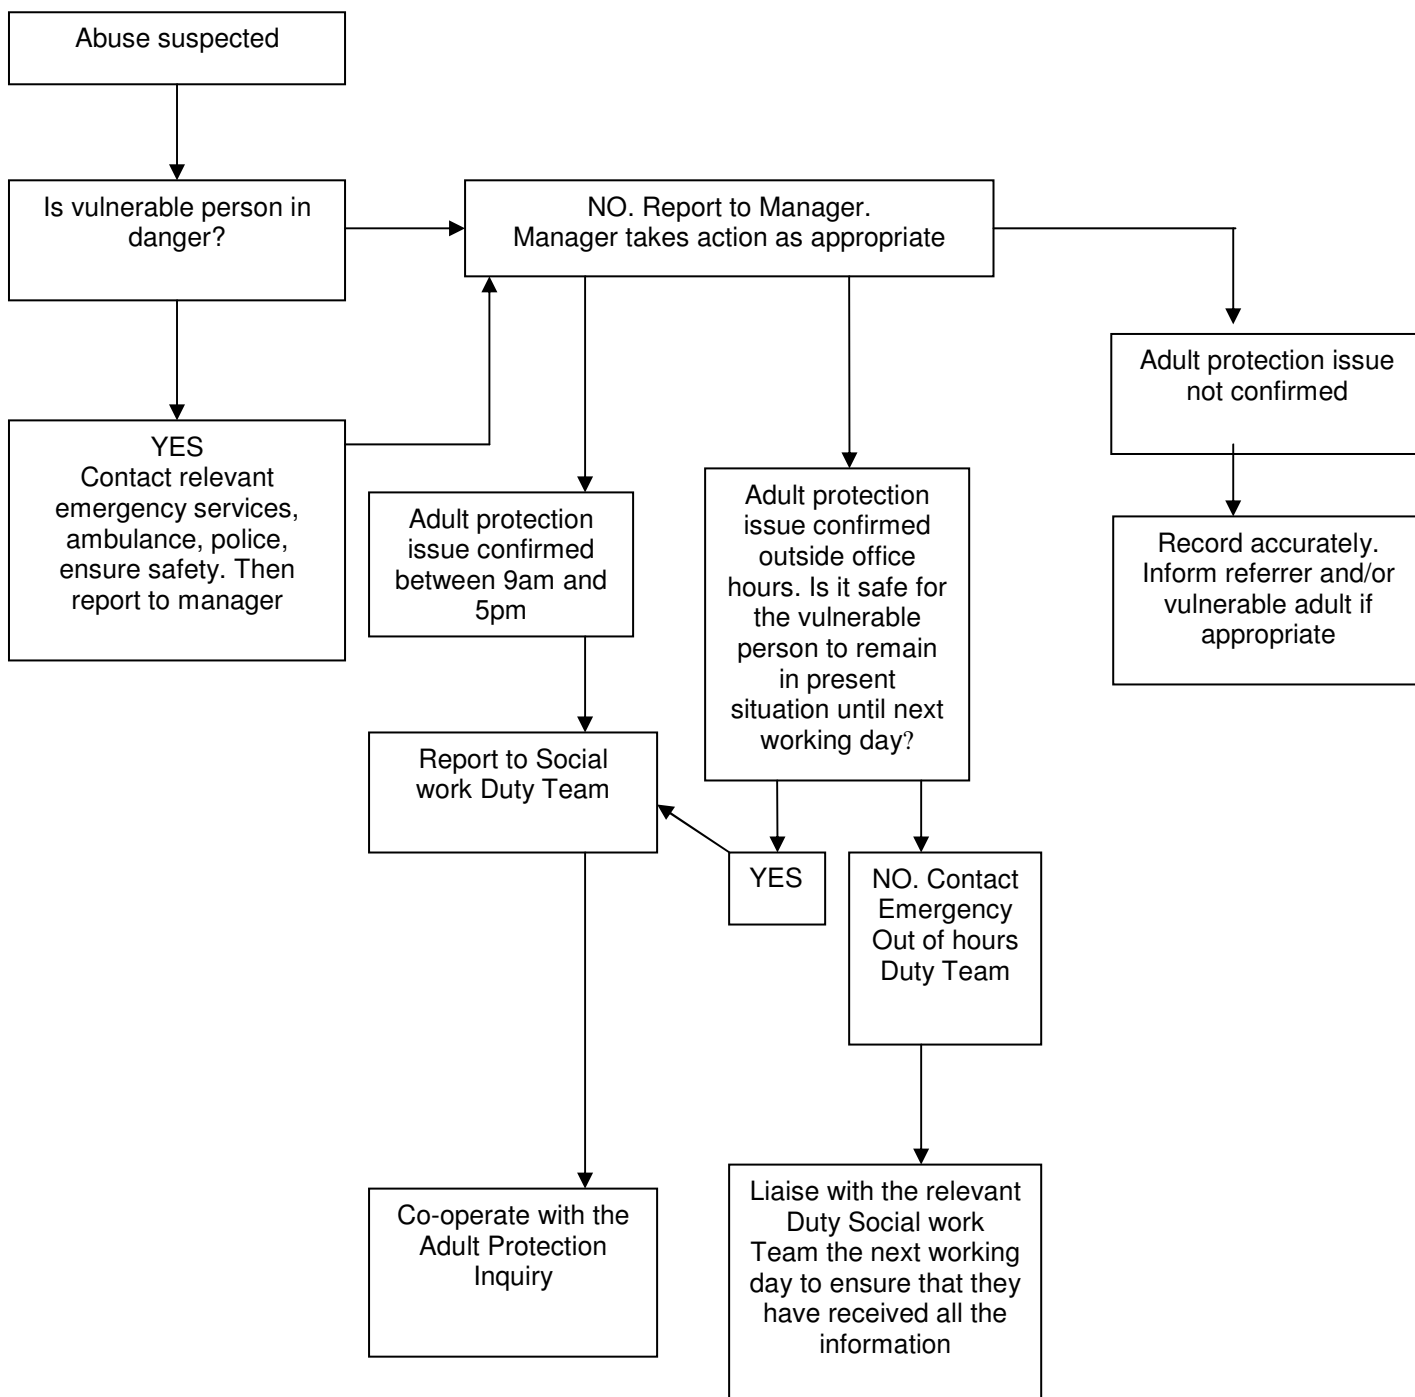 Abuse suspected
Is vulnerable person in
danger?
NO. Report to Manager.
Manager takes action as appropriate
Adult protection issue
not confirmed
YES
Contact relevant
emergency services,
ambulance, police,
ensure safety. Then
report to manager
Adult protection
issue confirmed
between 9am and
5pm
Adult protection
issue confirmed
outside office
hours. Is it safe for
the vulnerable
person to remain
in present
situation until next
working day?
Record accurately.
Inform referrer and/or
vulnerable adult if
appropriate
Report to Social
work Duty Team
YES
NO. Contact
Emergency
Out of hours
Duty Team
Co-operate with the
Adult Protection
Inquiry
Liaise with the relevant
Duty Social work
Team the next working
day to ensure that they
have received all the
information